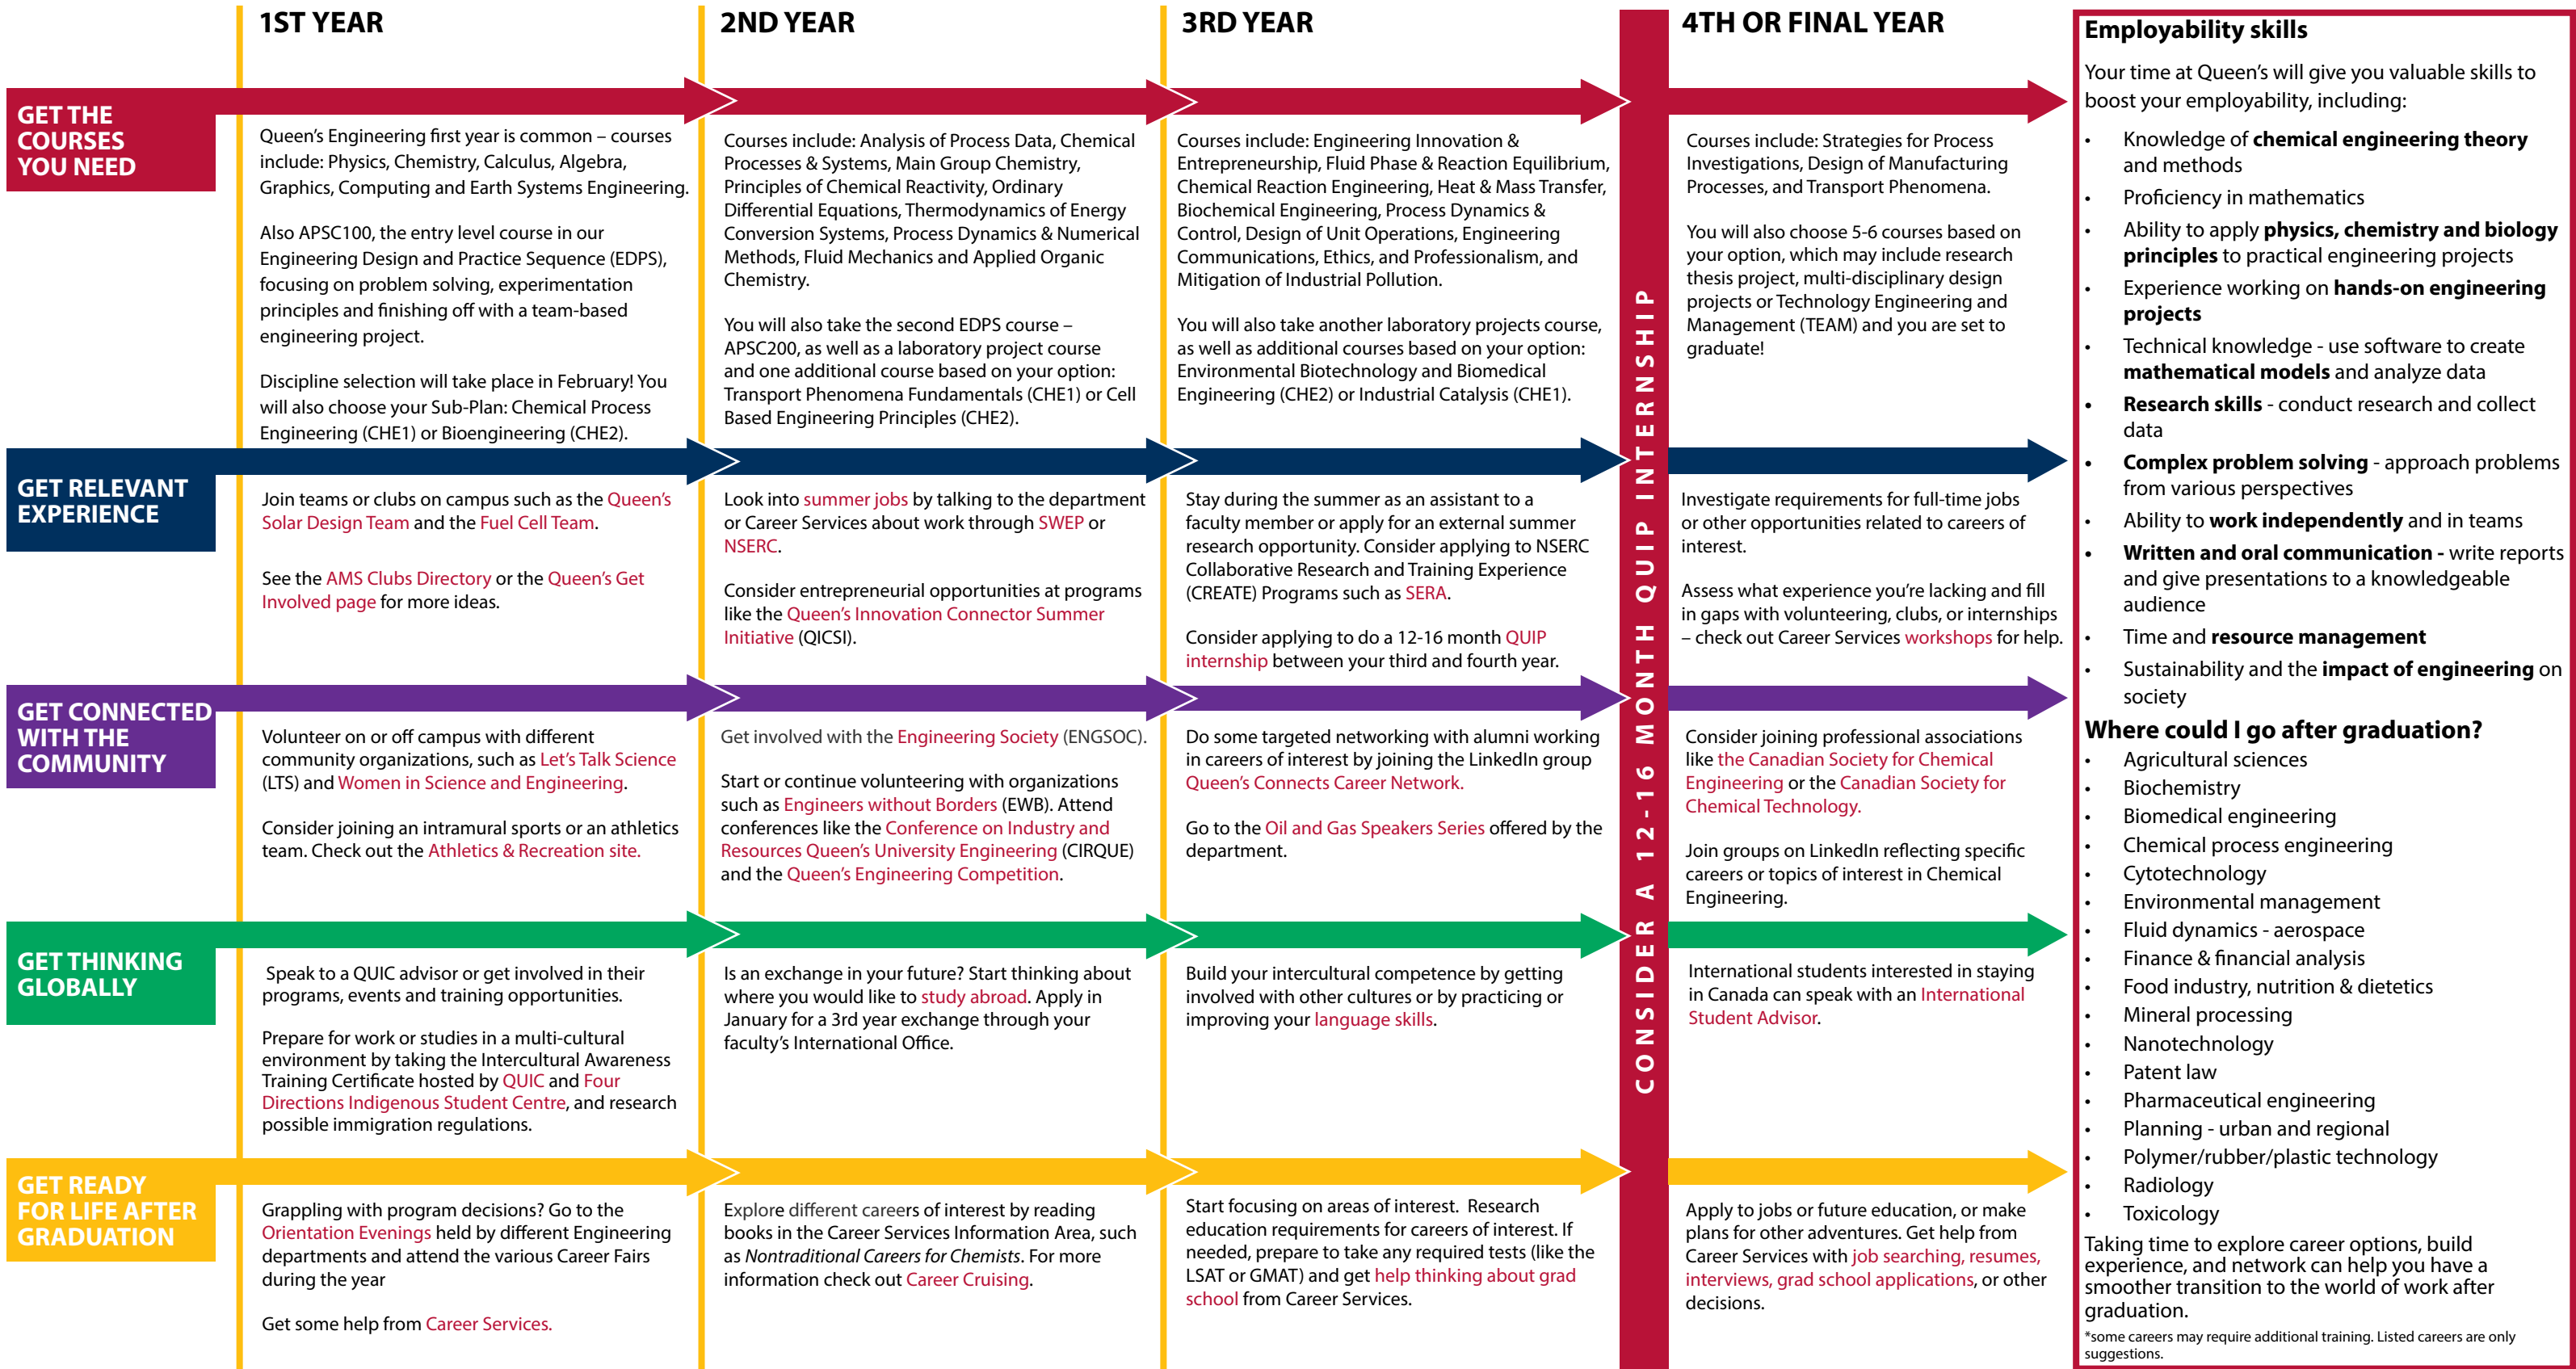 1ST YEAR
2ND YEAR
3RD YEAR
4TH OR FINAL YEAR
GET THE
COURSES
YOU NEED
Queen's Engineering first year is common – courses
include: Physics, Chemistry, Calculus, Algebra,
Graphics, Computing and Earth Systems Engineering.
Also APSC100, the entry level course in our
Engineering Design and Practice Sequence (EDPS),
focusing on problem solving, experimentation
principles and finishing off with a team-based
engineering project.
Discipline selection will take place in February! You
will also choose your Sub-Plan: Chemical Process
Engineering (CHE1) or Bioengineering (CHE2).
Courses include: Analysis of Process Data, Chemical
Processes & Systems, Main Group Chemistry,
Principles of Chemical Reactivity, Ordinary
Differential Equations, Thermodynamics of Energy
Conversion Systems, Process Dynamics & Numerical
Methods, Fluid Mechanics and Applied Organic
Chemistry.
You will also take the second EDPS course –
APSC200, as well as a laboratory project course
and one additional course based on your option:
Transport Phenomena Fundamentals (CHE1) or Cell
Based Engineering Principles (CHE2).
Courses include: Engineering Innovation &
Entrepreneurship, Fluid Phase & Reaction Equilibrium,
Chemical Reaction Engineering, Heat & Mass Transfer,
Biochemical Engineering, Process Dynamics &
Control, Design of Unit Operations, Engineering
Communications, Ethics, and Professionalism, and
Mitigation of Industrial Pollution.
You will also take another laboratory projects course,
as well as additional courses based on your option:
Environmental Biotechnology and Biomedical
Engineering (CHE2) or Industrial Catalysis (CHE1).
Courses include: Strategies for Process
Investigations, Design of Manufacturing
Processes, and Transport Phenomena.
You will also choose 5-6 courses based on
your option, which may include research
thesis project, multi-disciplinary design
projects or Technology Engineering and
Management (TEAM) and you are set to
graduate!
GET RELEVANT
EXPERIENCE
Join teams or clubs on campus such as the Queen's
Solar Design Team and the Fuel Cell Team.
See the AMS Clubs Directory or the Queen's Get
Involved page for more ideas.
Look into summer jobs by talking to the department
or Career Services about work through SWEP or
NSERC.
Consider entrepreneurial opportunities at programs
like the Queen's Innovation Connector Summer
Initiative (QICSI).
Stay during the summer as an assistant to a
faculty member or apply for an external summer
research opportunity. Consider applying to NSERC
Collaborative Research and Training Experience
(CREATE) Programs such as SERA.
Consider applying to do a 12-16 month QUIP
internship between your third and fourth year.
Investigate requirements for full-time jobs
or other opportunities related to careers of
interest.
Assess what experience you're lacking and fill
in gaps with volunteering, clubs, or internships
– check out Career Services workshops for help.
GET CONNECTED
WITH THE
COMMUNITY
Volunteer on or off campus with different
community organizations, such as Let's Talk Science
(LTS) and Women in Science and Engineering.
Consider joining an intramural sports or an athletics
team. Check out the Athletics & Recreation site.
Get involved with the Engineering Society (ENGSOC).
Start or continue volunteering with organizations
such as Engineers without Borders (EWB). Attend
conferences like the Conference on Industry and
Resources Queen's University Engineering (CIRQUE)
and the Queen's Engineering Competition.
Do some targeted networking with alumni working
in careers of interest by joining the LinkedIn group
Queen's Connects Career Network.
Go to the Oil and Gas Speakers Series offered by the
department.
Consider joining professional associations
like the Canadian Society for Chemical
Engineering or the Canadian Society for
Chemical Technology.
Join groups on LinkedIn reflecting specific
careers or topics of interest in Chemical
Engineering.
GET THINKING
GLOBALLY
Speak to a QUIC advisor or get involved in their
programs, events and training opportunities.
Prepare for work or studies in a multi-cultural
environment by taking the Intercultural Awareness
Training Certificate hosted by QUIC and Four
Directions Indigenous Student Centre, and research
possible immigration regulations.
Is an exchange in your future? Start thinking about
where you would like to study abroad. Apply in
January for a 3rd year exchange through your
faculty's International Office.
Build your intercultural competence by getting
involved with other cultures or by practicing or
improving your language skills.
International students interested in staying
in Canada can speak with an International
Student Advisor.
GET READY
FOR LIFE AFTER
GRADUATION
Grappling with program decisions? Go to the
Orientation Evenings held by different Engineering
departments and attend the various Career Fairs
during the year
Get some help from Career Services.
Explore different careers of interest by reading
books in the Career Services Information Area, such
as Nontraditional Careers for Chemists. For more
information check out Career Cruising.
Start focusing on areas of interest. Research
education requirements for careers of interest. If
needed, prepare to take any required tests (like the
LSAT or GMAT) and get help thinking about grad
school from Career Services.
Apply to jobs or future education, or make
plans for other adventures. Get help from
Career Services with job searching, resumes,
interviews, grad school applications, or other
decisions.
CONSIDER A 12-16 MONTH QUIP INTERNSHIP
Employability skills
Your time at Queen's will give you valuable skills to
boost your employability, including:
• Knowledge of chemical engineering theory
and methods
• Proficiency in mathematics
• Ability to apply physics, chemistry and biology
principles to practical engineering projects
• Experience working on hands-on engineering
projects
• Technical knowledge - use software to create
mathematical models and analyze data
• Research skills - conduct research and collect
data
• Complex problem solving - approach problems
from various perspectives
• Ability to work independently and in teams
• Written and oral communication - write reports
and give presentations to a knowledgeable
audience
• Time and resource management
• Sustainability and the impact of engineering on
society
Where could I go after graduation?
• Agricultural sciences
• Biochemistry
• Biomedical engineering
• Chemical process engineering
• Cytotechnology
• Environmental management
• Fluid dynamics - aerospace
• Finance & financial analysis
• Food industry, nutrition & dietetics
• Mineral processing
• Nanotechnology
• Patent law
• Pharmaceutical engineering
• Planning - urban and regional
• Polymer/rubber/plastic technology
• Radiology
• Toxicology
Taking time to explore career options, build
experience, and network can help you have a
smoother transition to the world of work after
graduation.
*some careers may require additional training. Listed careers are only
suggestions.